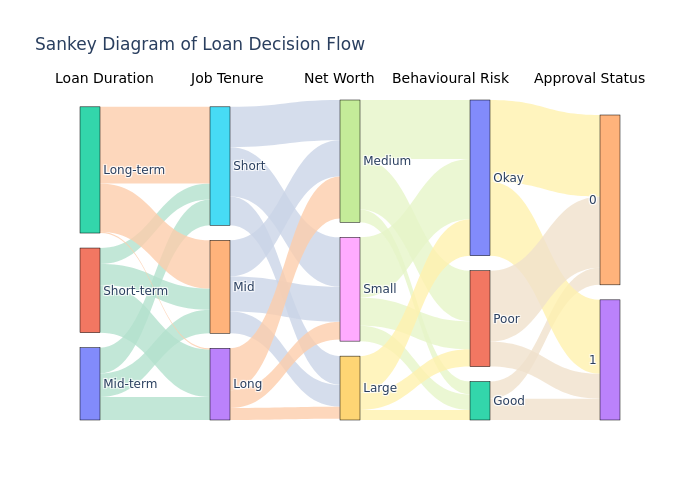 Sankey Diagram of Loan Decision Flow
Loan Duration Job Tenure Net Worth Behavioural Risk Approval Status
Long-term
Short-term
Mid-term
Short
Mid
Long
Medium
Small
Large
Okay
Poor
Good
0
1